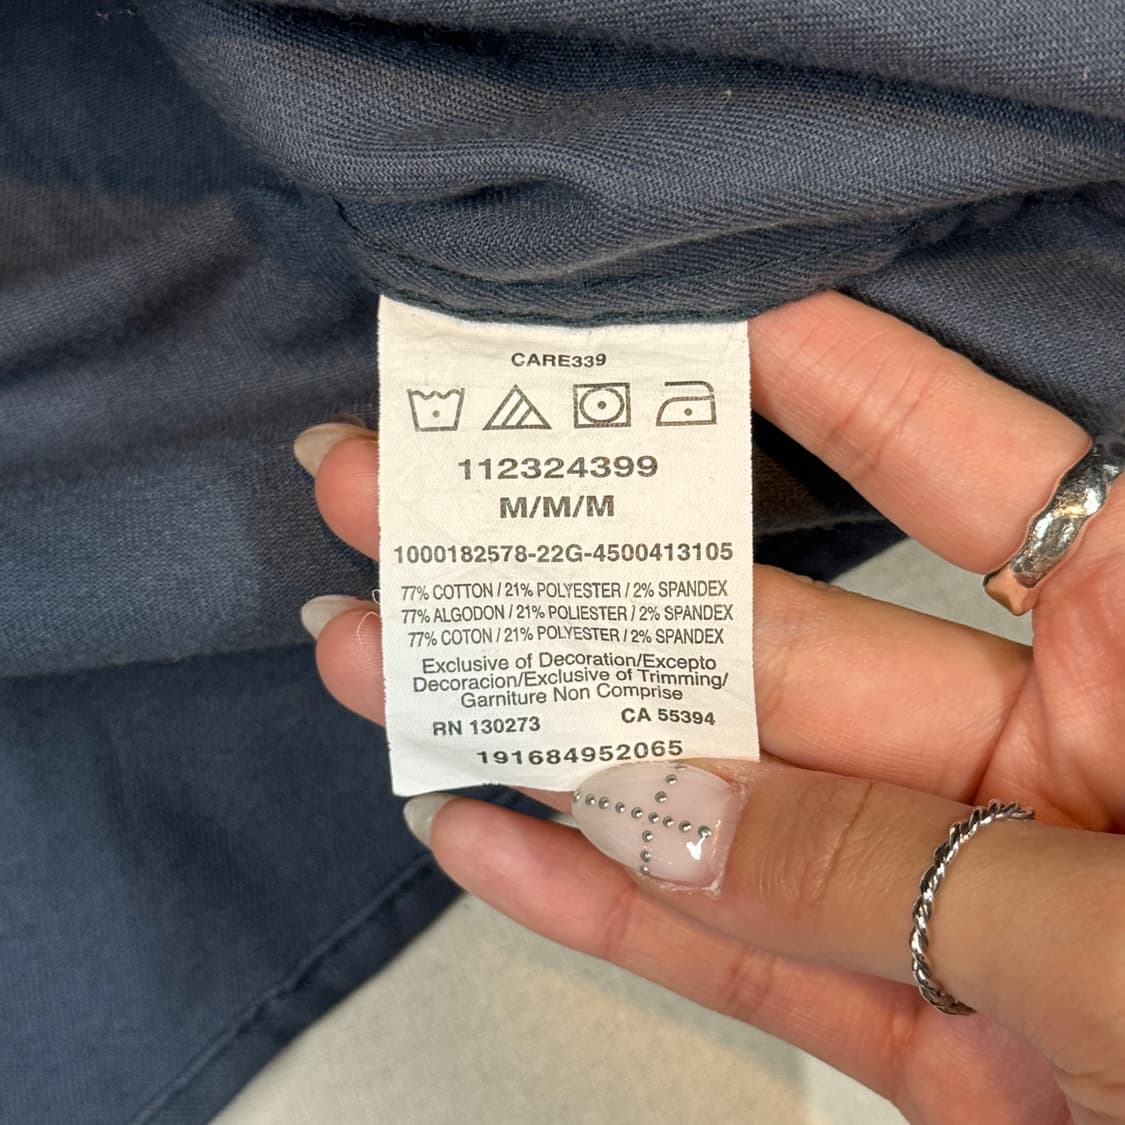 CARE339
112324399
M/M/M
1000182578-22G-4500413105
77% COTTON / 21% POLYESTER / 2% SPANDEX
77% ALGODON / 21% POLIESTER / 2% SPANDEX
77% COTON / 21% POLYESTER / 2% SPANDEX
Exclusive of Decoration/Excepto
Decoracion/Exclusive of Trimming/
Garniture Non Comprise
RN 130273 CA 55394
191684952065